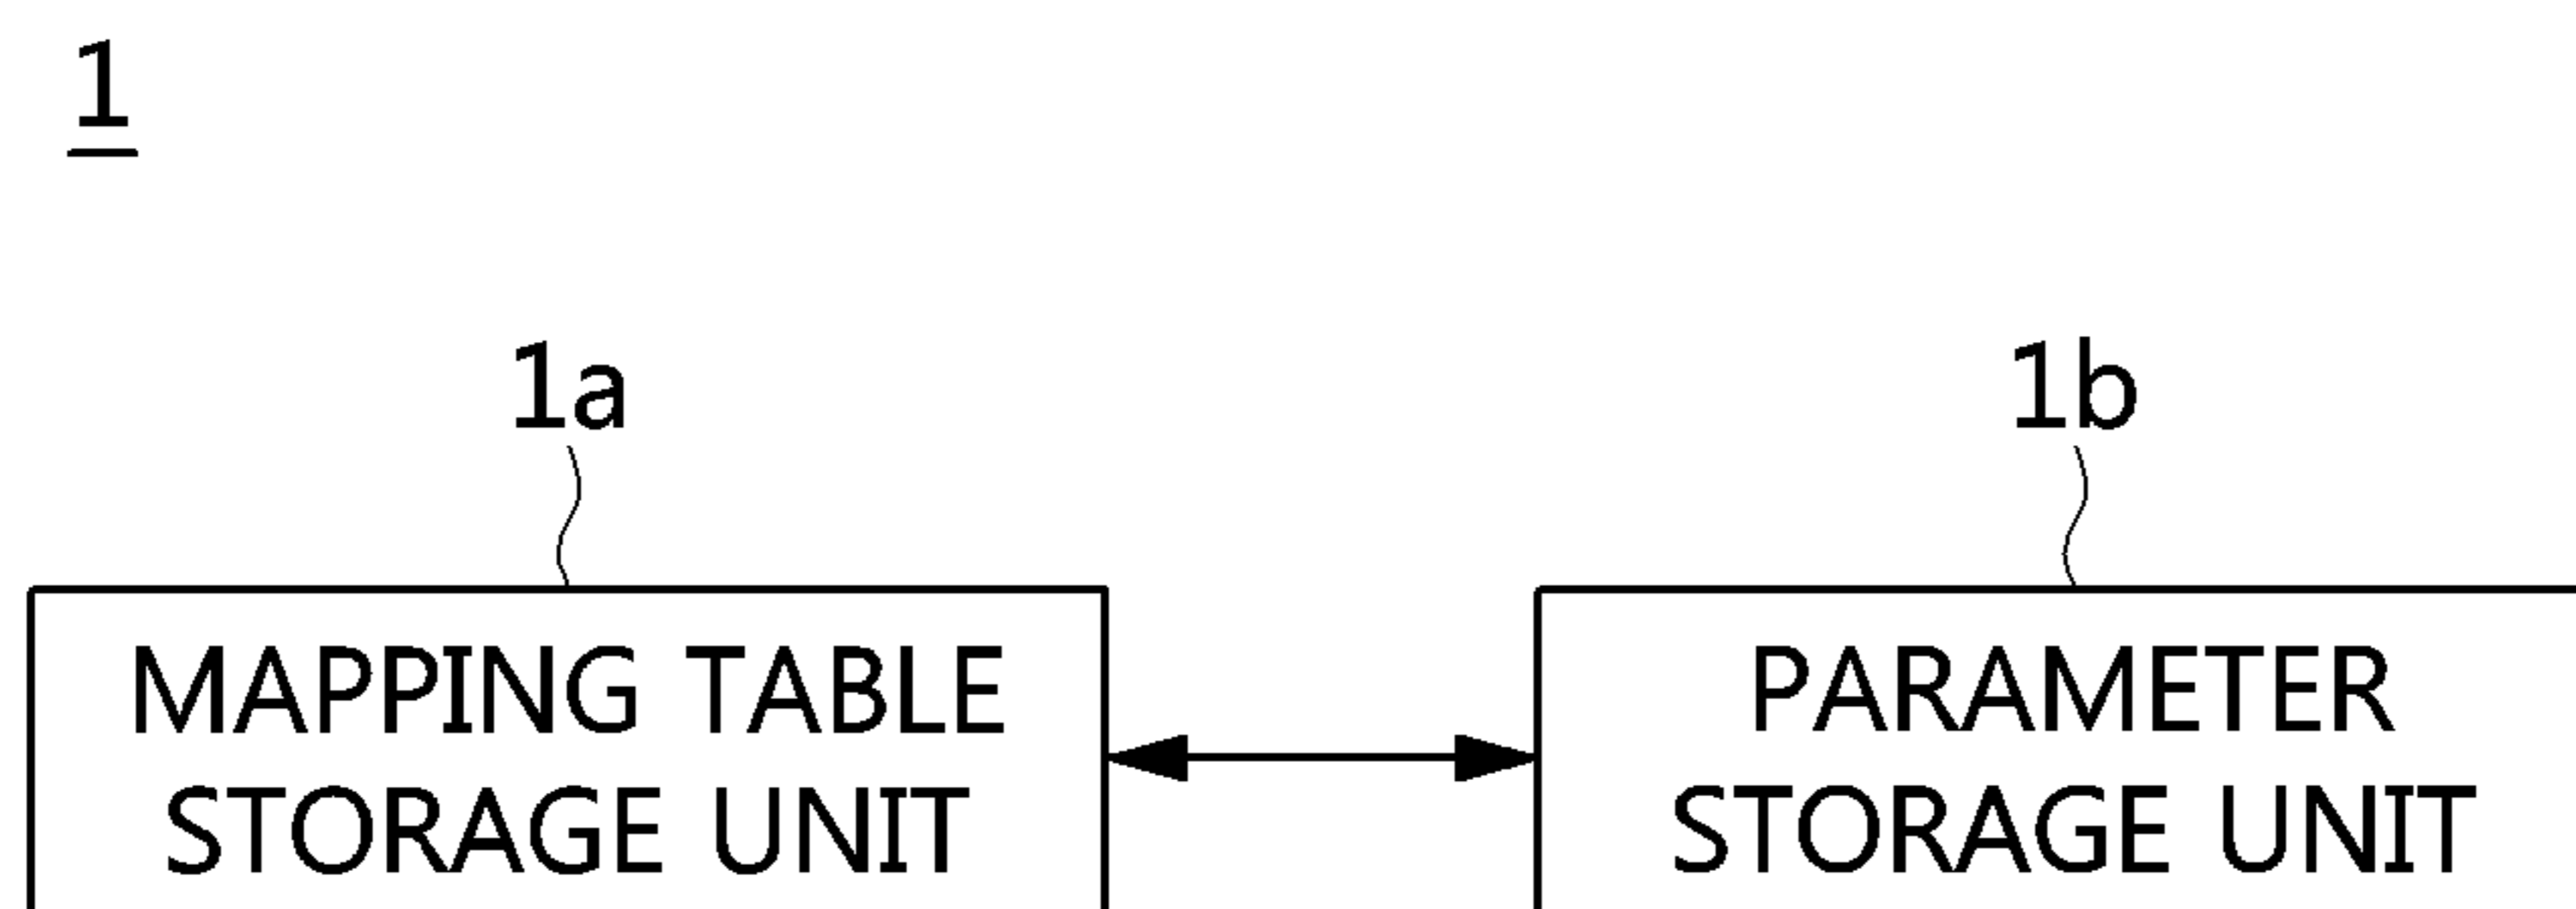 1
1a
1b
MAPPING TABLE
STORAGE UNIT
PARAMETER
STORAGE UNIT